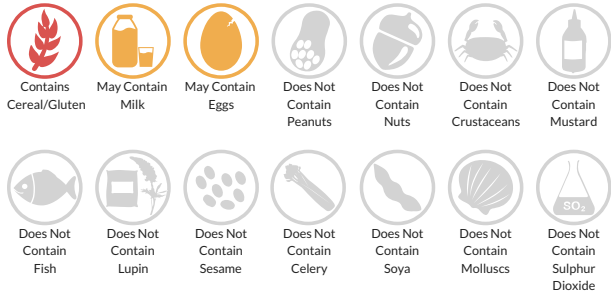 Contains
Cereal/Gluten
May Contain
Milk
May Contain
Eggs
Does Not
Contain
Peanuts
Does Not
Contain
Nuts
Does Not
Contain
Crustaceans
Does Not
Contain
Mustard
SO₂
Does Not
Contain
Fish
Does Not
Contain
Lupin
Does Not
Contain
Sesame
Does Not
Contain
Celery
Does Not
Contain
Soya
Does Not
Contain
Molluscs
Does Not
Contain
Sulphur
Dioxide